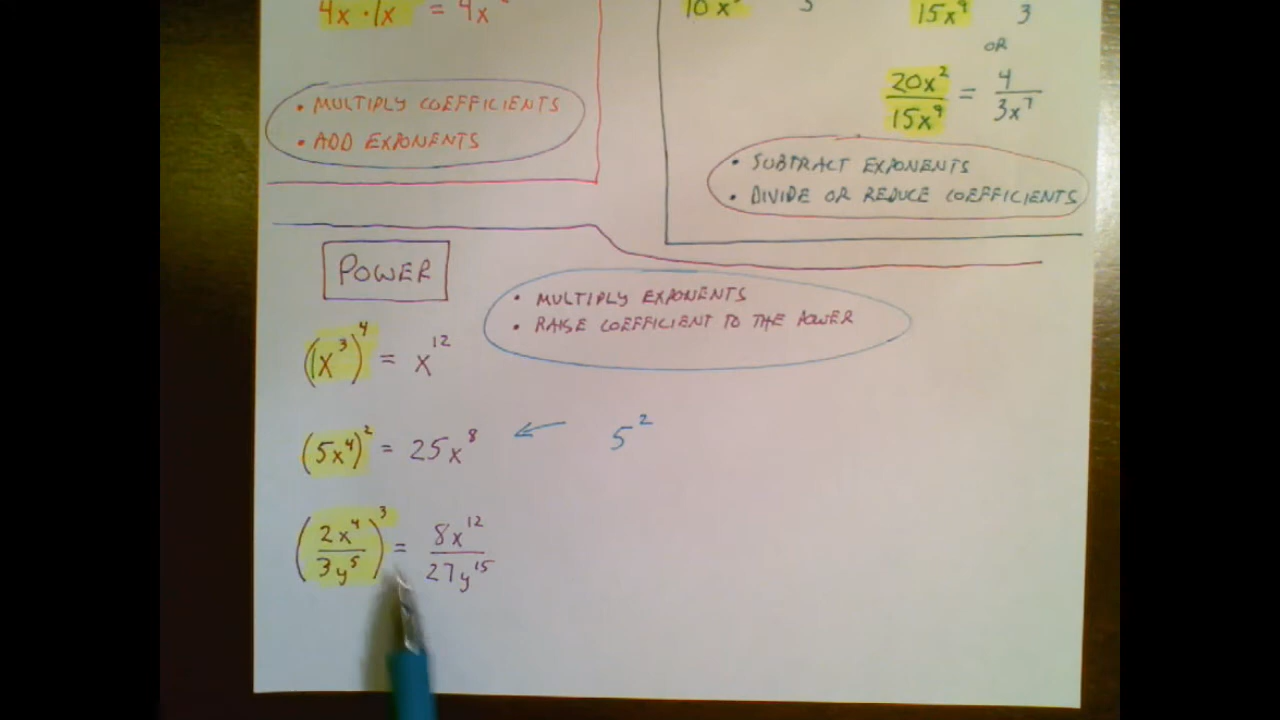 4x · 1x = 4x
• MULTIPLY COEFFICIENTS
• ADD EXPONENTS
10x
15x⁹ 3
OR
20x²/15x⁹ = 4/3x⁷
• SUBTRACT EXPONENTS
• DIVIDE OR REDUCE COEFFICIENTS
POWER
• MULTIPLY EXPONENTS
• RAISE COEFFICIENT TO THE POWER
(1x³)⁴ = x¹²
(5x⁴)² = 25x⁸ ← 5²
(2x⁴/3y⁵)³ = 8x¹²/27y¹⁵